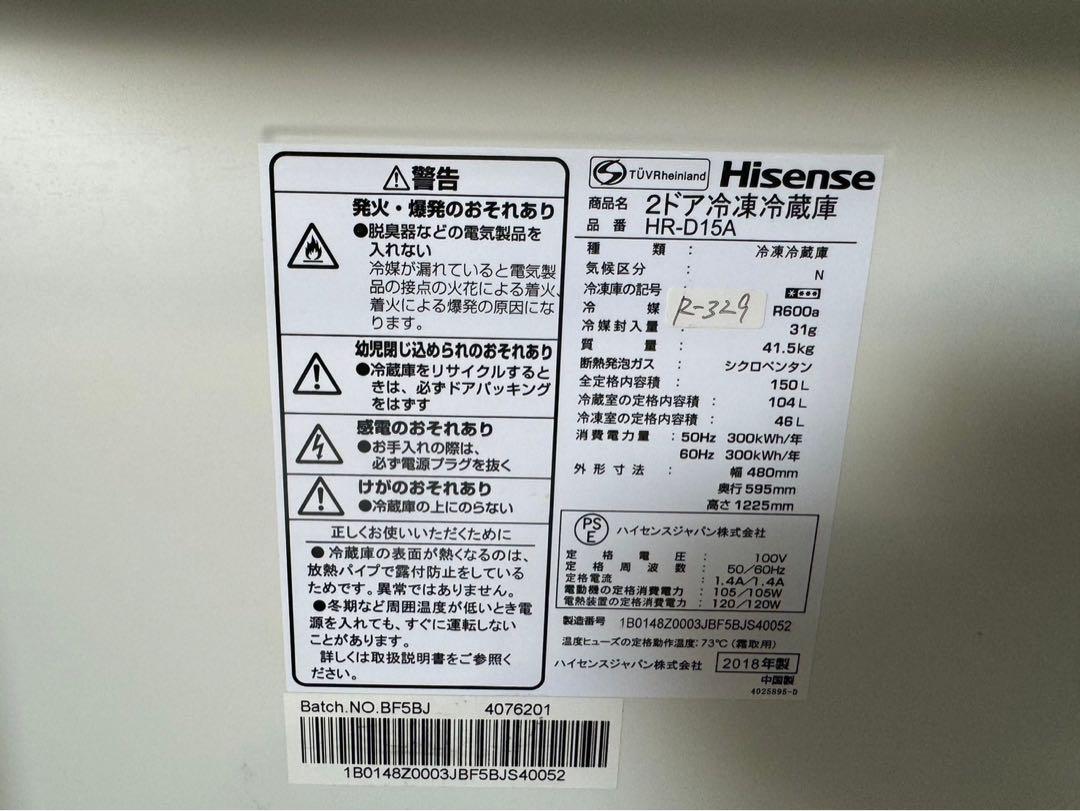 警告
発火・爆発のおそれあり
●脱臭器などの電気製品を
入れない
冷媒が漏れていると電気製
品の接点の火花による着火、
着火による爆発の原因にな
ります。
幼児閉じ込められのおそれあり
●冷蔵庫をリサイクルすると
きは、必ずドアパッキング
をはずす
感電のおそれあり
●お手入れの際は、
必ず電源プラグを抜く
けがのおそれあり
●冷蔵庫の上にのらない
正しくお使いいただくために
●冷蔵庫の表面が熱くなるのは、
放熱パイプで露付防止をしている
ためです。異常ではありません。
●冬期など周囲温度が低いとき電
源を入れても、すぐに運転しない
ことがあります。
詳しくは取扱説明書をご参照く
ださい。
TÜVRheinland Hisense
商品名 2ドア冷凍冷蔵庫
品番 HR-D15A
種類： 冷凍冷蔵庫
気候区分： N
冷凍庫の記号
冷媒 R-329 R600a
冷媒封入量： 31g
質量： 41.5kg
断熱発泡ガス： シクロペンタン
全定格内容積： 150L
冷蔵室の定格内容積： 104L
冷凍室の定格内容積： 46L
消費電力量：50Hz 300kWh/年
60Hz 300kWh/年
外形寸法： 幅 480mm
奥行 595mm
高さ 1225mm
PS
E
ハイセンスジャパン株式会社
定格電圧： 100V
定格周波数： 50/60Hz
定格電流： 1.4A/1.4A
電動機の定格消費電力： 105/105W
電熱装置の定格消費電力： 120/120W
製造番号 1B0148Z0003JBF5BJS40052
温度ヒューズの定格動作温度:73℃(霜取用)
ハイセンスジャパン株式会社 2018年製
中国製
4025895-D
Batch.NO.BF5BJ 4076201
1B0148Z0003JBF5BJS40052